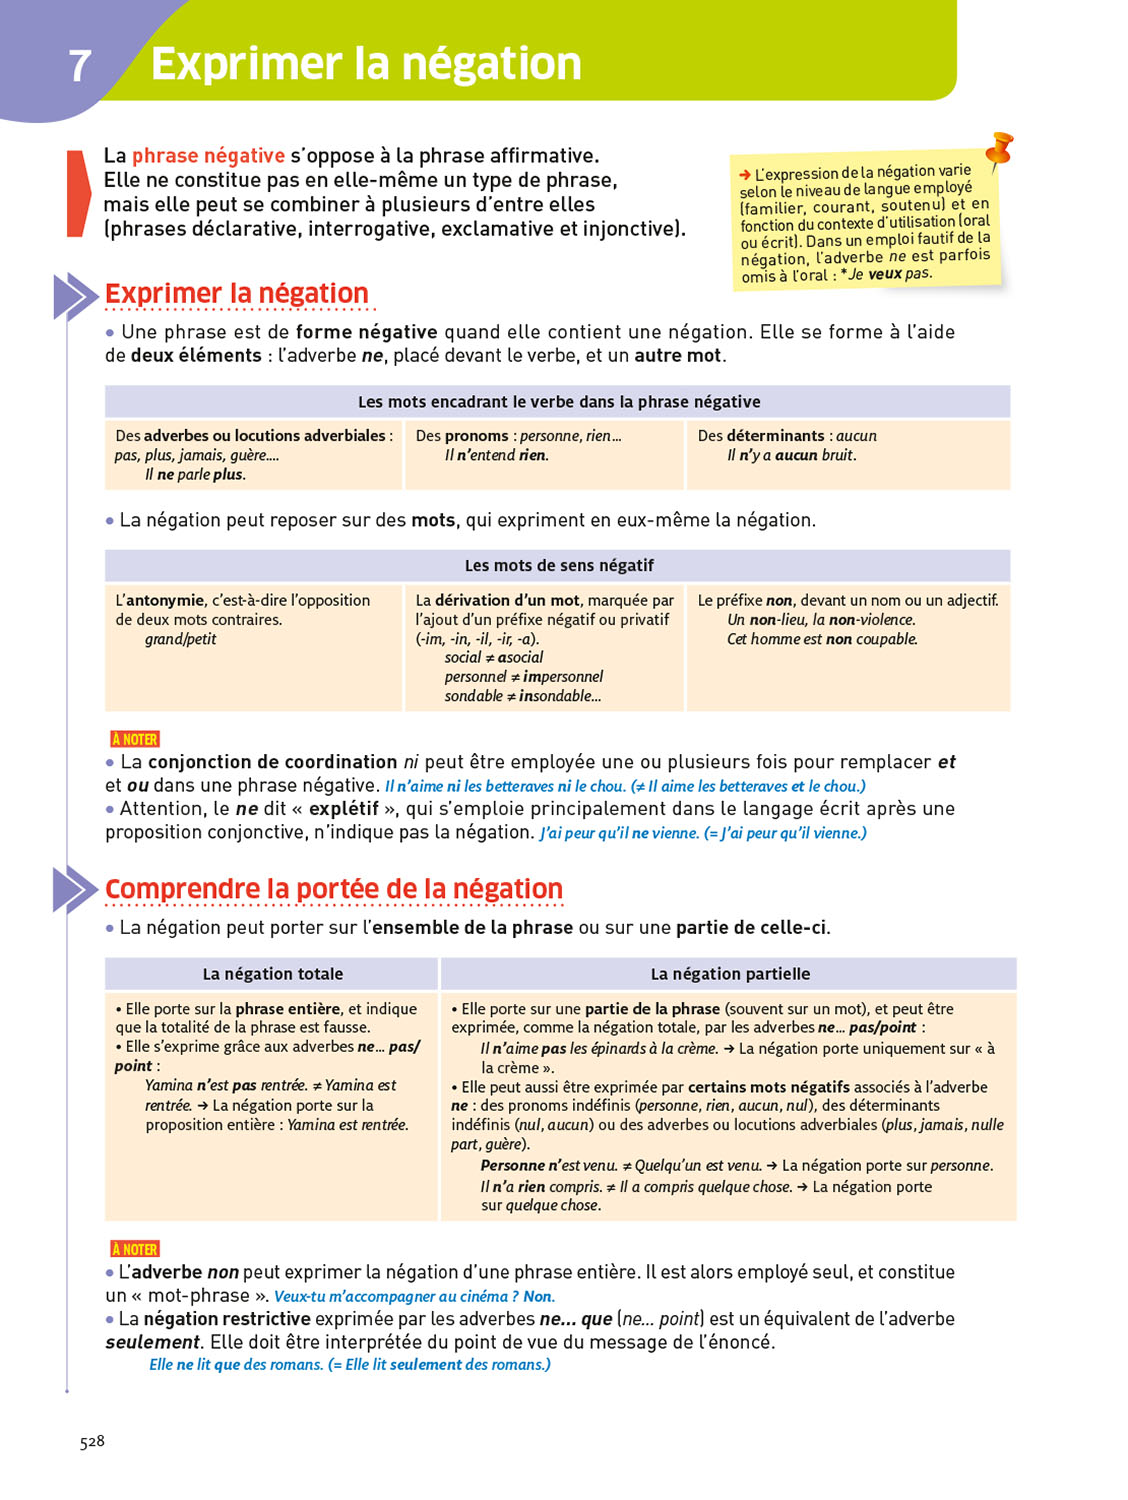 7 Exprimer la négation
La phrase négative s’oppose à la phrase affirmative.
Elle ne constitue pas en elle-même un type de phrase,
mais elle peut se combiner à plusieurs d’entre elles
(phrases déclarative, interrogative, exclamative et injonctive).
→ L’expression de la négation varie
selon le niveau de langue employé
(familier, courant, soutenu) et en
fonction du contexte d’utilisation (oral
ou écrit). Dans un emploi fautif de la
négation, l’adverbe ne est parfois
omis à l’oral : *Je veux pas.
Exprimer la négation
• Une phrase est de forme négative quand elle contient une négation. Elle se forme à l’aide
de deux éléments : l’adverbe ne, placé devant le verbe, et un autre mot.
Les mots encadrant le verbe dans la phrase négative
Des adverbes ou locutions adverbiales :
pas, plus, jamais, guère....
Il ne parle plus.
Des pronoms : personne, rien...
Il n’entend rien.
Des déterminants : aucun
Il n’y a aucun bruit.
• La négation peut reposer sur des mots, qui expriment en eux-même la négation.
Les mots de sens négatif
L’antonymie, c’est-à-dire l’opposition
de deux mots contraires.
grand/petit
La dérivation d’un mot, marquée par
l’ajout d’un préfixe négatif ou privatif
(-im, -in, -il, -ir, -a).
social ≠ asocial
personnel ≠ impersonnel
sondable ≠ insondable...
Le préfixe non, devant un nom ou un adjectif.
Un non-lieu, la non-violence.
Cet homme est non coupable.
À NOTER
• La conjonction de coordination ni peut être employée une ou plusieurs fois pour remplacer et
et ou dans une phrase négative. Il n’aime ni les betteraves ni le chou. (≠ Il aime les betteraves et le chou.)
• Attention, le ne dit « explétif », qui s’emploie principalement dans le langage écrit après une
proposition conjonctive, n’indique pas la négation. J’ai peur qu’il ne vienne. (= J’ai peur qu’il vienne.)
Comprendre la portée de la négation
• La négation peut porter sur l’ensemble de la phrase ou sur une partie de celle-ci.
La négation totale
• Elle porte sur la phrase entière, et indique
que la totalité de la phrase est fausse.
• Elle s’exprime grâce aux adverbes ne... pas/
point :
Yamina n’est pas rentrée. ≠ Yamina est
rentrée. → La négation porte sur la
proposition entière : Yamina est rentrée.
La négation partielle
• Elle porte sur une partie de la phrase (souvent sur un mot), et peut être
exprimée, comme la négation totale, par les adverbes ne... pas/point :
Il n’aime pas les épinards à la crème. → La négation porte uniquement sur « à
la crème ».
• Elle peut aussi être exprimée par certains mots négatifs associés à l’adverbe
ne : des pronoms indéfinis (personne, rien, aucun, nul), des déterminants
indéfinis (nul, aucun) ou des adverbes ou locutions adverbiales (plus, jamais, nulle
part, guère).
Personne n’est venu. ≠ Quelqu’un est venu. → La négation porte sur personne.
Il n’a rien compris. ≠ Il a compris quelque chose. → La négation porte
sur quelque chose.
À NOTER
• L’adverbe non peut exprimer la négation d’une phrase entière. Il est alors employé seul, et constitue
un « mot-phrase ». Veux-tu m’accompagner au cinéma ? Non.
• La négation restrictive exprimée par les adverbes ne... que (ne... point) est un équivalent de l’adverbe
seulement. Elle doit être interprétée du point de vue du message de l’énoncé.
Elle ne lit que des romans. (= Elle lit seulement des romans.)
528